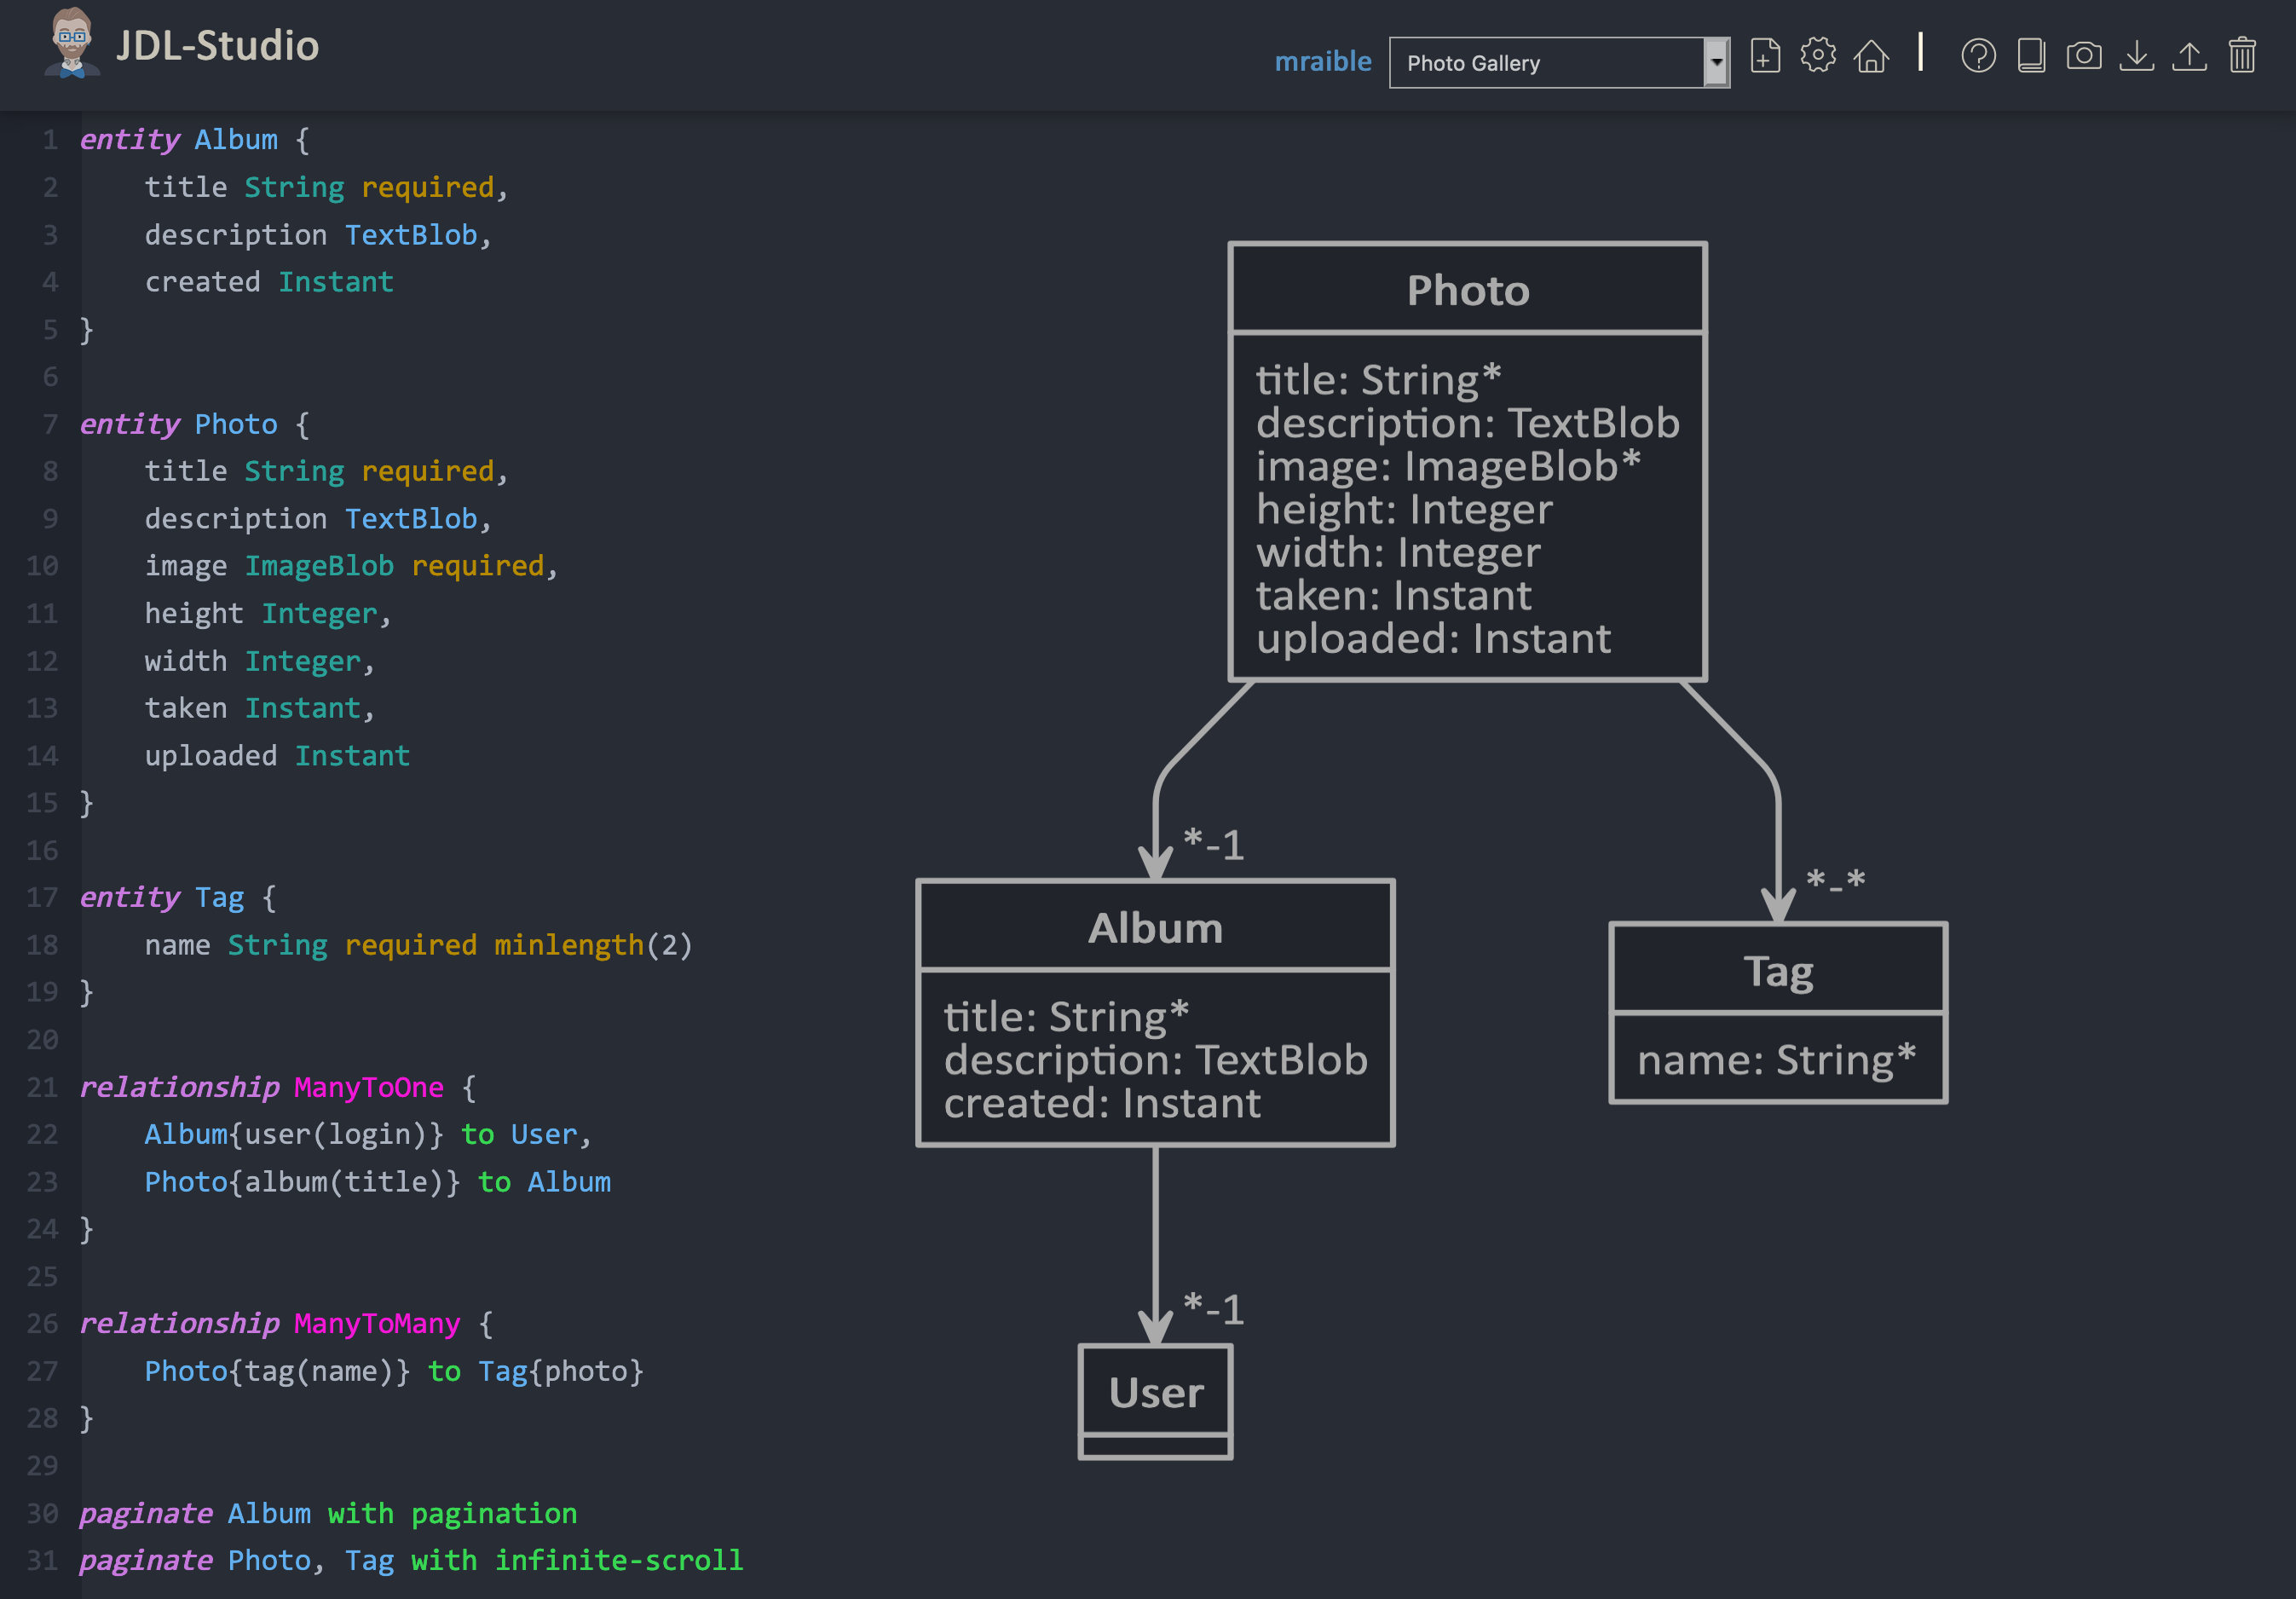 JDL-Studio
mraible Photo Gallery
1 entity Album {
2     title String required,
3     description TextBlob,
4     created Instant
5 }
6
7 entity Photo {
8     title String required,
9     description TextBlob,
10     image ImageBlob required,
11     height Integer,
12     width Integer,
13     taken Instant,
14     uploaded Instant
15 }
16
17 entity Tag {
18     name String required minlength(2)
19 }
20
21 relationship ManyToOne {
22     Album{user(login)} to User,
23     Photo{album(title)} to Album
24 }
25
26 relationship ManyToMany {
27     Photo{tag(name)} to Tag{photo}
28 }
29
30 paginate Album with pagination
31 paginate Photo, Tag with infinite-scroll
Photo
title: String*
description: TextBlob
image: ImageBlob*
height: Integer
width: Integer
taken: Instant
uploaded: Instant
*-1
*-*
Album
title: String*
description: TextBlob
created: Instant
Tag
name: String*
*-1
User